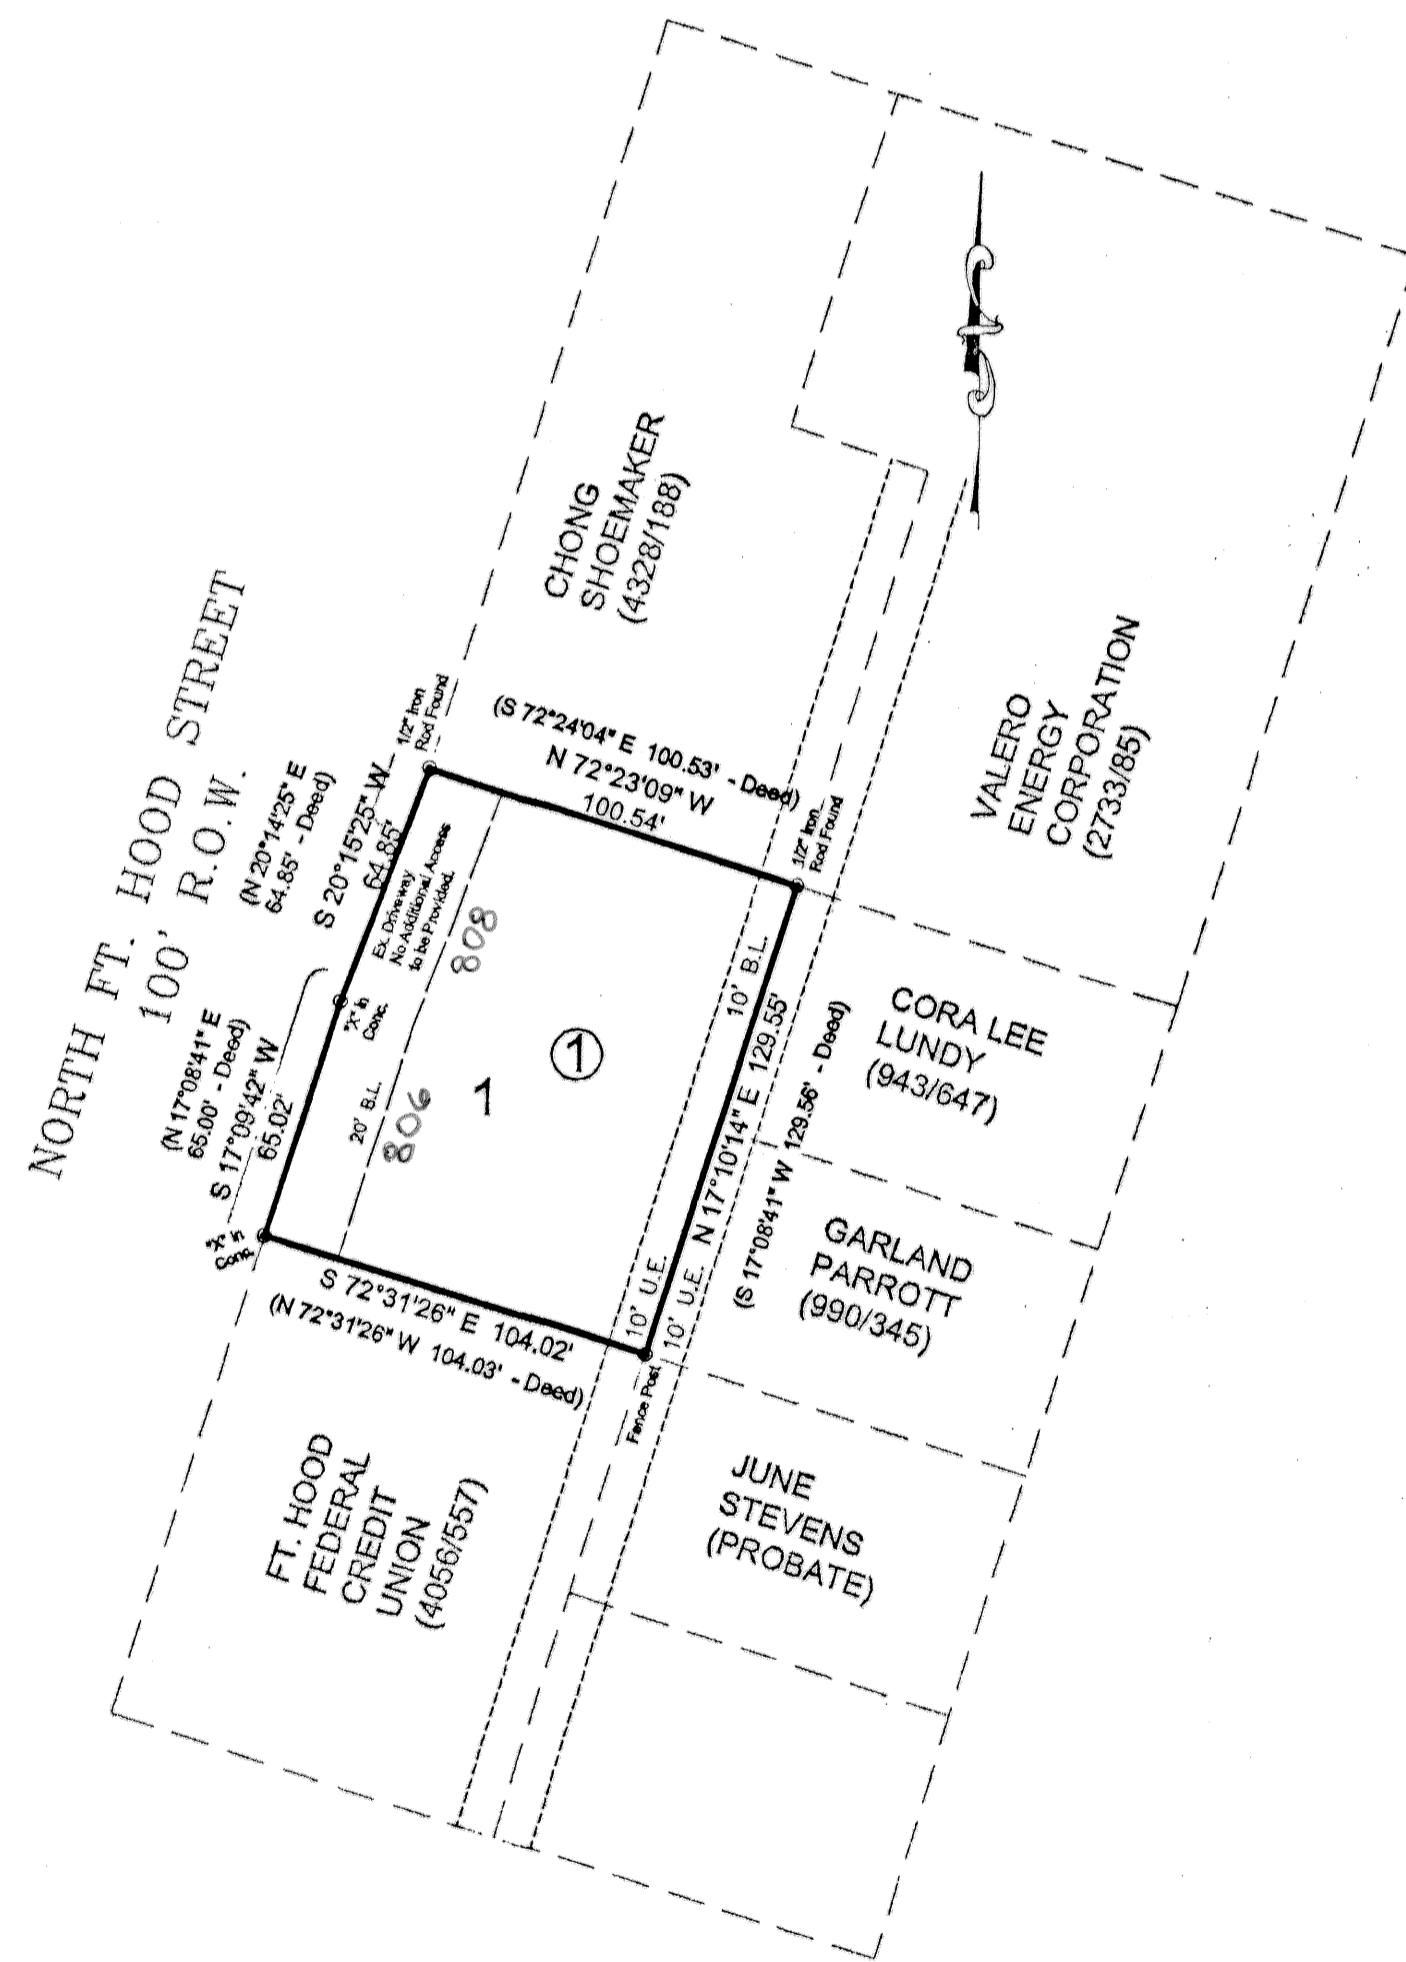 CHONG
SHOEMAKER
(4328/188)
NORTH FT. HOOD STREET
100' R.O.W.
VALERO
ENERGY
CORPORATION
(2733/85)
1/2" Iron
Rod Found
(S 72°24'04" E 100.53' - Deed)
N 72°23'09" W
100.54'
(N 20°14'25" E
64.85' - Deed)
S 20°15'25" W
64.85'
1/2" Iron
Rod Found
Ex. Driveway
No Additional Access
to be Provided.
808
10' B.L.
"X" in
Conc.
(N 17°08'41" E
65.00' - Deed)
S 17°09'42" W
65.02'
20' B.L.
806
1
1
N 17°10'14" E 129.55'
(S 17°08'41" W 129.56' - Deed)
CORA LEE
LUNDY
(943/647)
GARLAND
PARROTT
(990/345)
"X" in
Conc.
S 72°31'26" E 104.02'
(N 72°31'26" W 104.03' - Deed)
10' U.E.
10' U.E.
Fence Post
FT. HOOD
FEDERAL
CREDIT
UNION
(4056/557)
JUNE
STEVENS
(PROBATE)